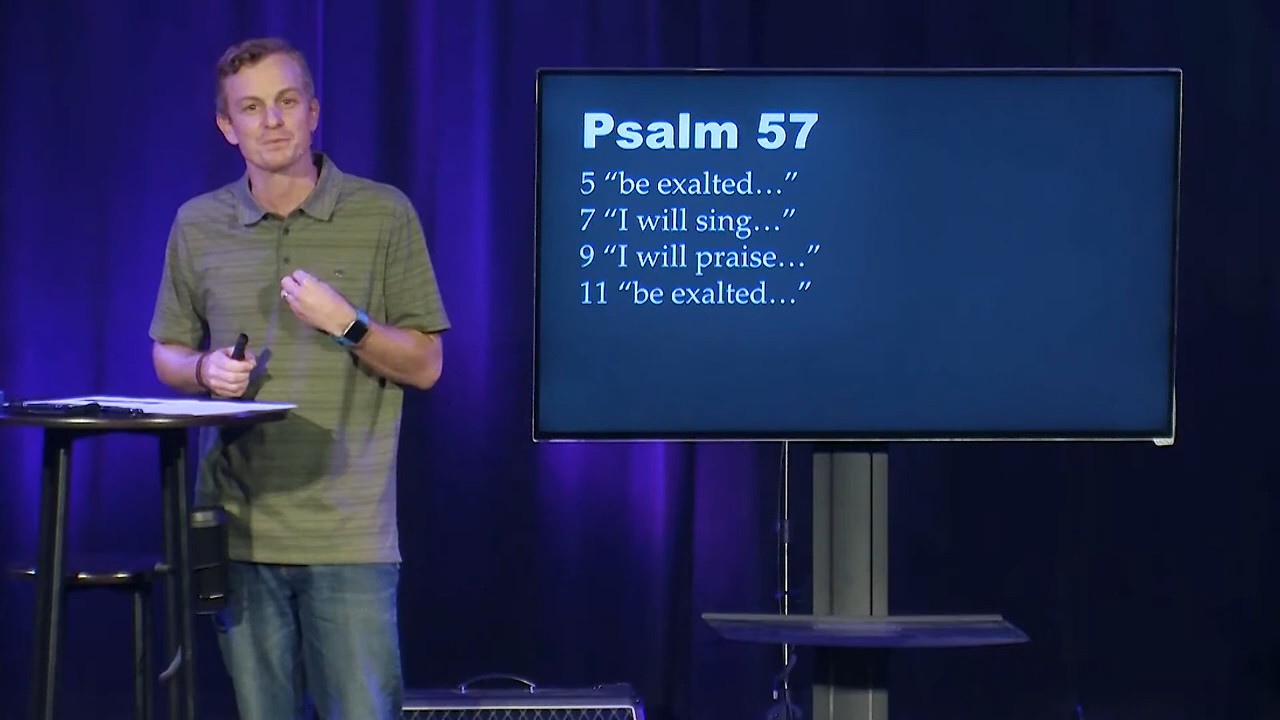 Psalm 57
5 “be exalted…”
7 “I will sing…”
9 “I will praise…”
11 “be exalted…”